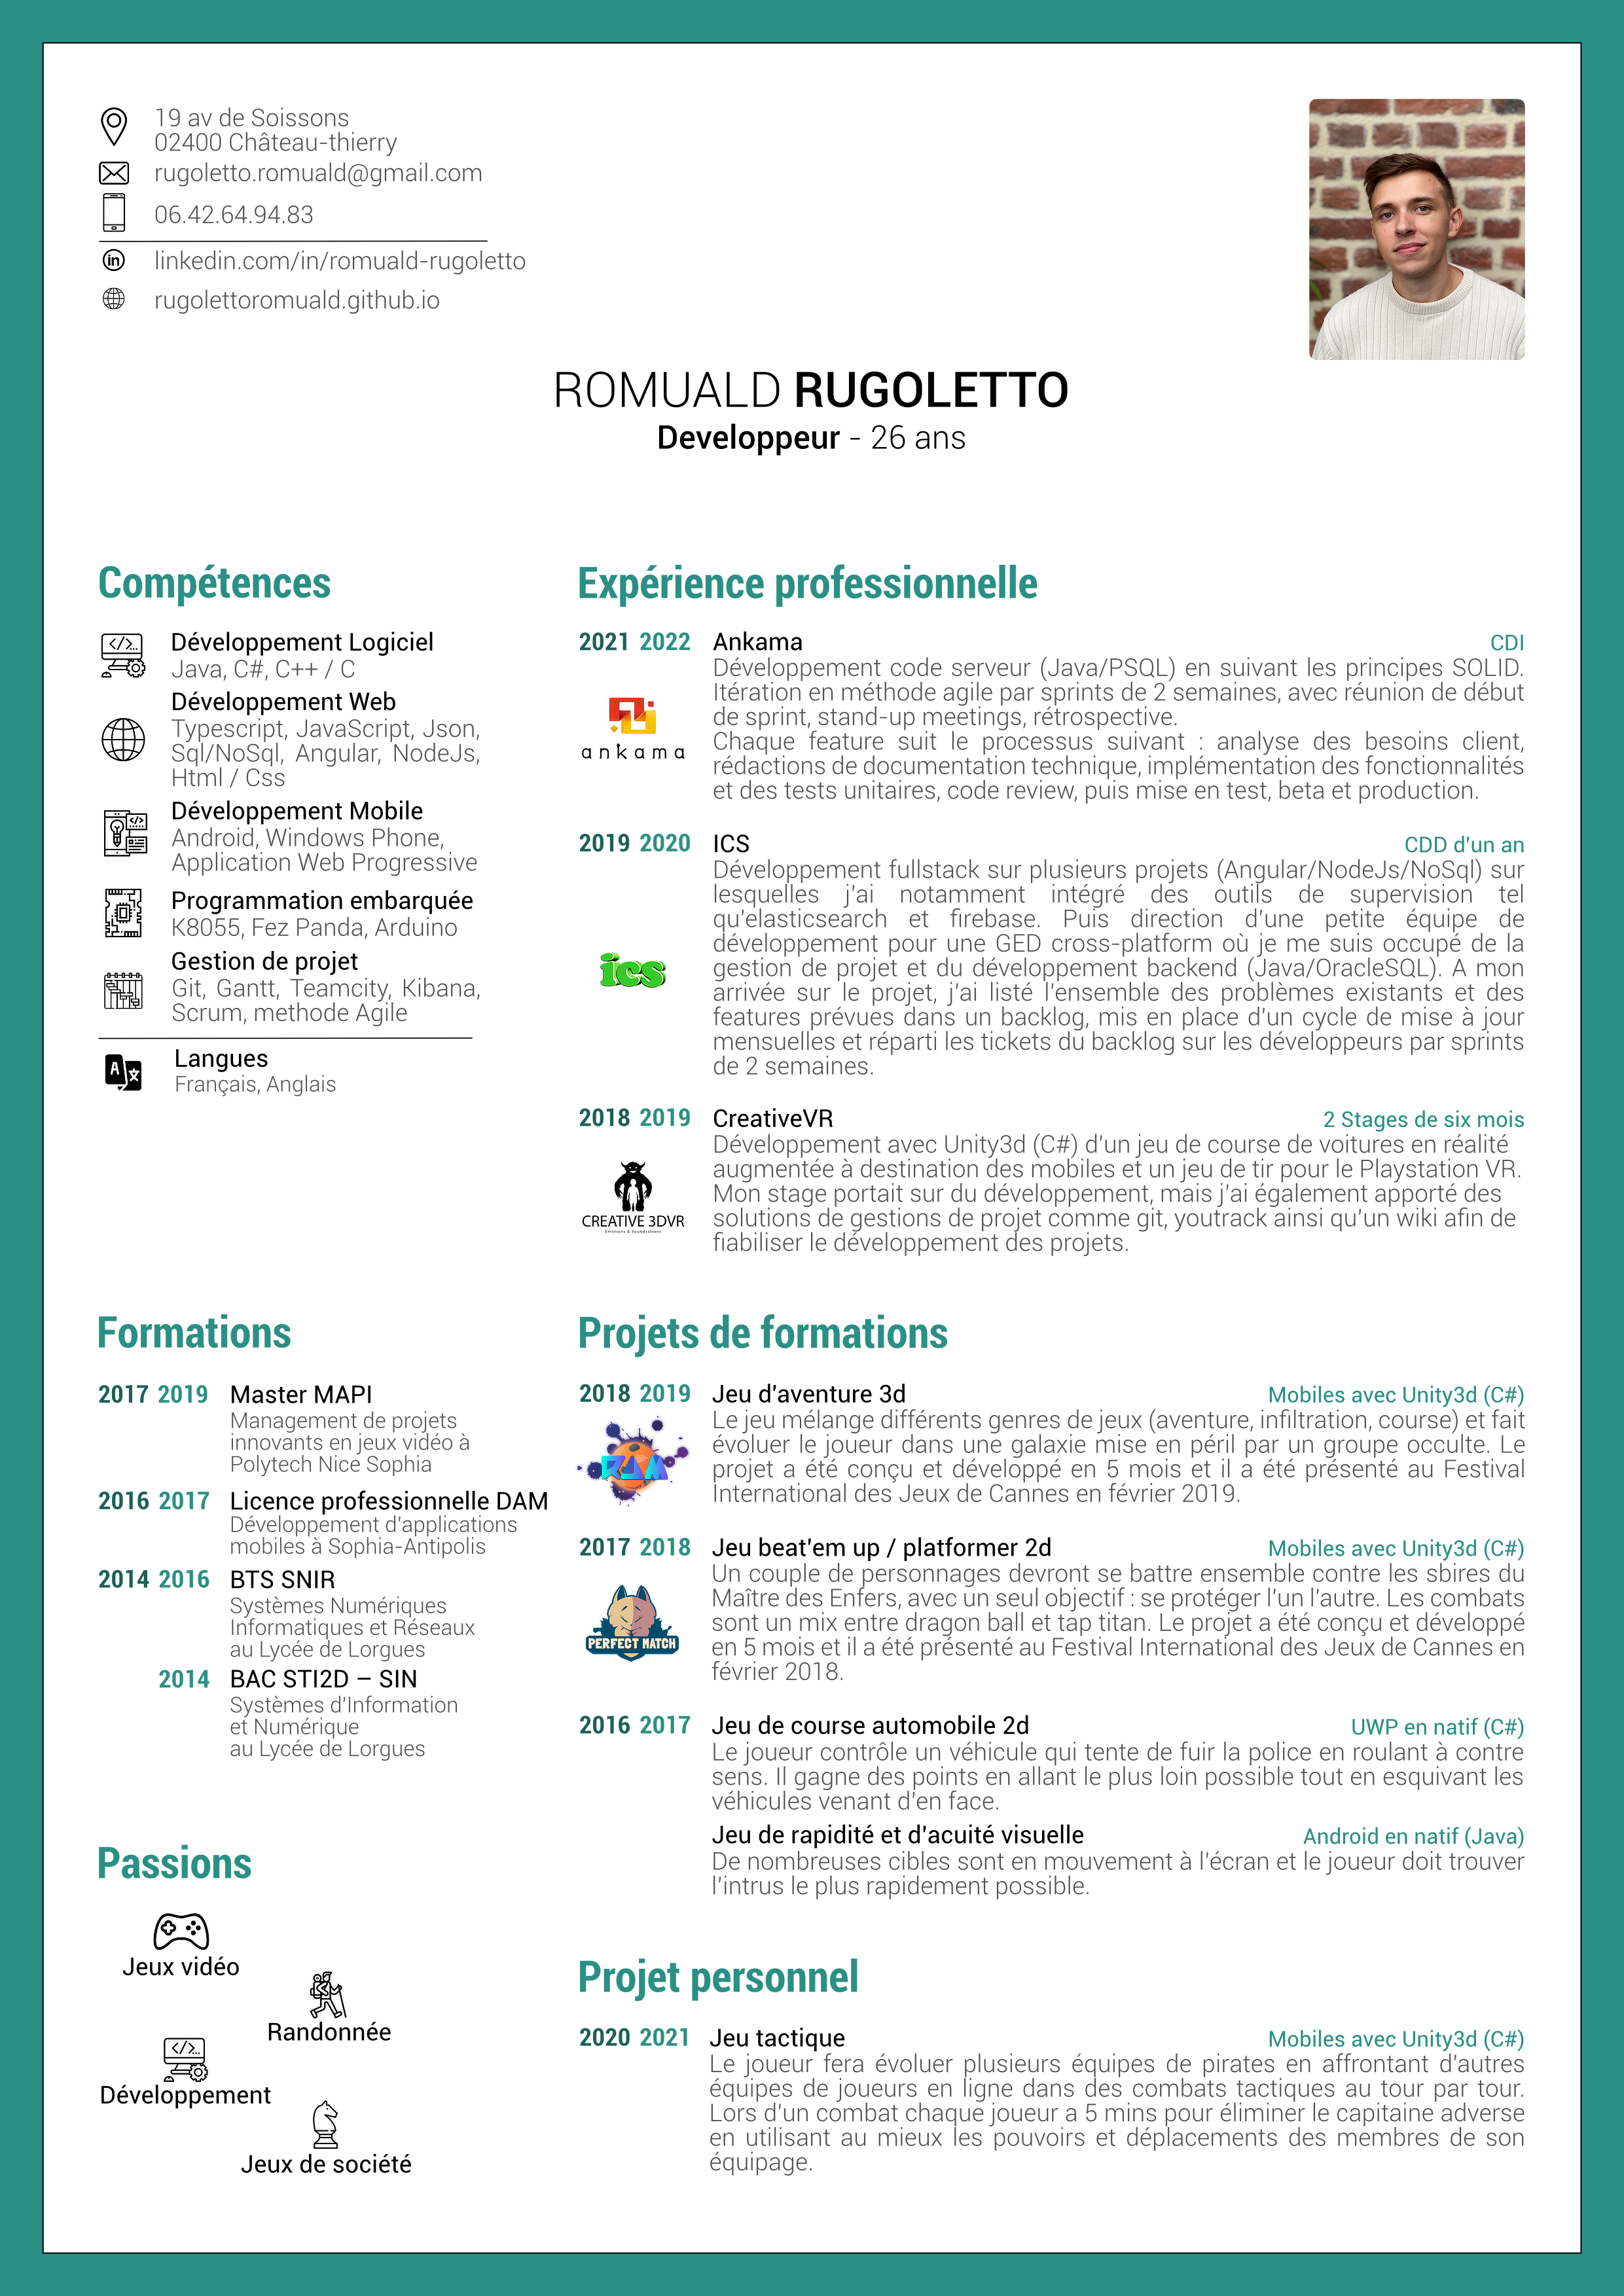 19 av de Soissons
02400 Château-thierry
rugoletto.romuald@gmail.com
06.42.64.94.83
linkedin.com/in/romuald-rugoletto
rugolettoromuald.github.io
ROMUALD RUGOLETTO
Developpeur - 26 ans
Compétences
Développement Logiciel
Java, C#, C++ / C
Développement Web
Typescript, JavaScript, Json,
Sql/NoSql, Angular, NodeJs,
Html / Css
Développement Mobile
Android, Windows Phone,
Application Web Progressive
Programmation embarquée
K8055, Fez Panda, Arduino
Gestion de projet
Git, Gantt, Teamcity, Kibana,
Scrum, methode Agile
Langues
Français, Anglais
Expérience professionnelle
2021 2022 Ankama CDI
Développement code serveur (Java/PSQL) en suivant les principes SOLID.
Itération en méthode agile par sprints de 2 semaines, avec réunion de début
de sprint, stand-up meetings, rétrospective.
Chaque feature suit le processus suivant : analyse des besoins client,
rédactions de documentation technique, implémentation des fonctionnalités
et des tests unitaires, code review, puis mise en test, beta et production.
ankama
2019 2020 ICS CDD d'un an
Développement fullstack sur plusieurs projets (Angular/NodeJs/NoSql) sur
lesquelles j'ai notamment intégré des outils de supervision tel
qu'elasticsearch et firebase. Puis direction d'une petite équipe de
développement pour une GED cross-platform où je me suis occupé de la
gestion de projet et du développement backend (Java/OracleSQL). A mon
arrivée sur le projet, j'ai listé l'ensemble des problèmes existants et des
features prévues dans un backlog, mis en place d'un cycle de mise à jour
mensuelles et réparti les tickets du backlog sur les développeurs par sprints
de 2 semaines.
ics
2018 2019 CreativeVR 2 Stages de six mois
Développement avec Unity3d (C#) d'un jeu de course de voitures en réalité
augmentée à destination des mobiles et un jeu de tir pour le Playstation VR.
Mon stage portait sur du développement, mais j'ai également apporté des
solutions de gestions de projet comme git, youtrack ainsi qu'un wiki afin de
fiabiliser le développement des projets.
CREATIVE 3DVR
Emotions & Soundsations
Formations
2017 2019 Master MAPI
Management de projets
innovants en jeux vidéo à
Polytech Nice Sophia
2016 2017 Licence professionnelle DAM
Développement d'applications
mobiles à Sophia-Antipolis
2014 2016 BTS SNIR
Systèmes Numériques
Informatiques et Réseaux
au Lycée de Lorgues
2014 BAC STI2D – SIN
Systèmes d'Information
et Numérique
au Lycée de Lorgues
Passions
Jeux vidéo
Randonnée
Développement
Jeux de société
Projets de formations
2018 2019 Jeu d'aventure 3d Mobiles avec Unity3d (C#)
Le jeu mélange différents genres de jeux (aventure, infiltration, course) et fait
évoluer le joueur dans une galaxie mise en péril par un groupe occulte. Le
projet a été conçu et développé en 5 mois et il a été présenté au Festival
International des Jeux de Cannes en février 2019.
2017 2018 Jeu beat'em up / platformer 2d Mobiles avec Unity3d (C#)
Un couple de personnages devront se battre ensemble contre les sbires du
Maître des Enfers, avec un seul objectif : se protéger l'un l'autre. Les combats
sont un mix entre dragon ball et tap titan. Le projet a été conçu et développé
en 5 mois et il a été présenté au Festival International des Jeux de Cannes en
février 2018.
PERFECT MATCH
2016 2017 Jeu de course automobile 2d UWP en natif (C#)
Le joueur contrôle un véhicule qui tente de fuir la police en roulant à contre
sens. Il gagne des points en allant le plus loin possible tout en esquivant les
véhicules venant d'en face.
Jeu de rapidité et d'acuité visuelle Android en natif (Java)
De nombreuses cibles sont en mouvement à l'écran et le joueur doit trouver
l'intrus le plus rapidement possible.
Projet personnel
2020 2021 Jeu tactique Mobiles avec Unity3d (C#)
Le joueur fera évoluer plusieurs équipes de pirates en affrontant d'autres
équipes de joueurs en ligne dans des combats tactiques au tour par tour.
Lors d'un combat chaque joueur a 5 mins pour éliminer le capitaine adverse
en utilisant au mieux les pouvoirs et déplacements des membres de son
équipage.